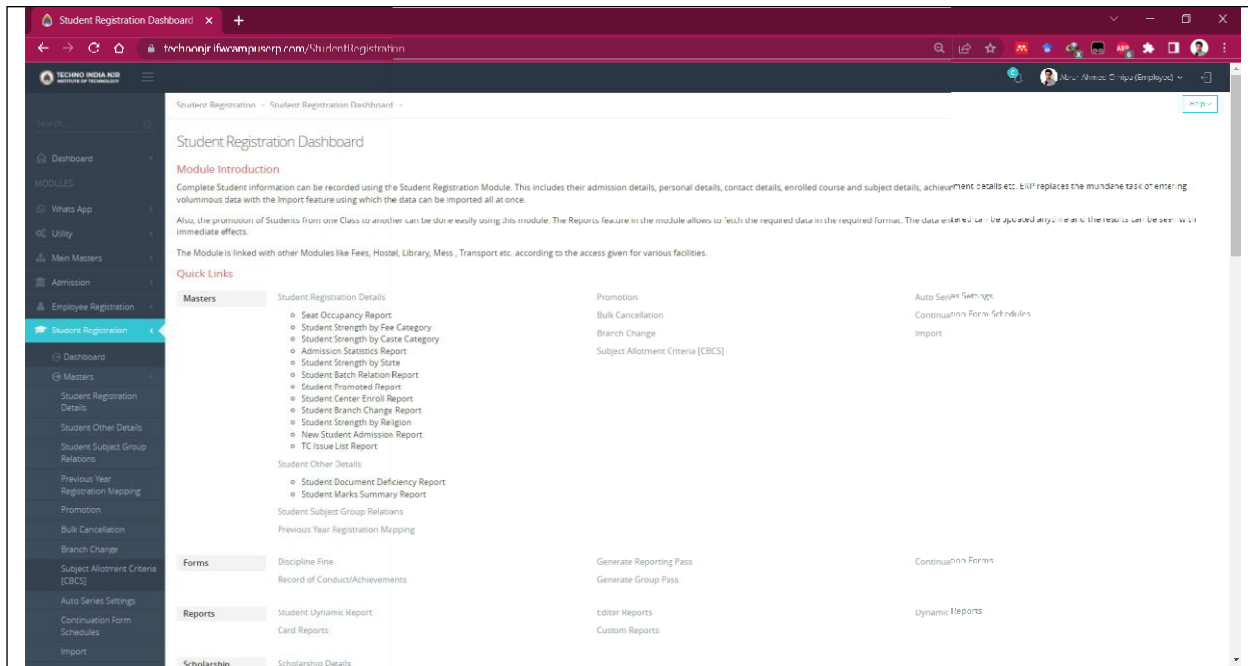 Student Registration Dashboard
technonjr.ifwcampuserp.com/StudentRegistration
TECHNO INDIA NJR
INSTITUTE OF TECHNOLOGY
(Employee)
Search...
Dashboard
MODULES
Whats App
Utility
Main Masters
Admission
Employee Registration
Student Registration
Dashboard
Masters
Student Registration
Details
Student Other Details
Student Subject Group
Relations
Previous Year
Registration Mapping
Promotion
Bulk Cancellation
Branch Change
Subject Allotment Criteria
[CBCS]
Auto Series Settings
Continuation Form
Schedules
Import
Student Registration
Student Registration Dashboard
Help
Student Registration Dashboard
Module Introduction
Complete Student information can be recorded using the Student Registration Module. This includes their admission details, personal details, contact details, enrolled course and subject details, achievement details etc. ERP replaces the mundane task of entering
voluminous data with the Import feature using which the data can be imported all at once.
Also, the promotion of Students from one Class to another can be done easily using this module. The Reports feature in the module allows to fetch the required data in the required format. The data entered can be updated anytime and the results can be seen with
immediate effects.
The Module is linked with other Modules like Fees, Hostel, Library, Mess , Transport etc. according to the access given for various facilities.
Quick Links
Masters
Student Registration Details
Seat Occupancy Report
Student Strength by Fee Category
Student Strength by Caste Category
Admission Statistics Report
Student Strength by State
Student Batch Relation Report
Student Promoted Report
Student Center Enroll Report
Student Branch Change Report
Student Strength by Religion
New Student Admission Report
TC Issue List Report
Student Other Details
Student Document Deficiency Report
Student Marks Summary Report
Student Subject Group Relations
Previous Year Registration Mapping
Promotion
Bulk Cancellation
Branch Change
Subject Allotment Criteria [CBCS]
Auto Series Settings
Continuation Form Schedules
Import
Forms
Discipline Fine
Record of Conduct/Achievements
Generate Reporting Pass
Generate Group Pass
Continuation Forms
Reports
Student Dynamic Report
Card Reports
Editor Reports
Custom Reports
Dynamic Reports
Scholarship
Scholarship Details